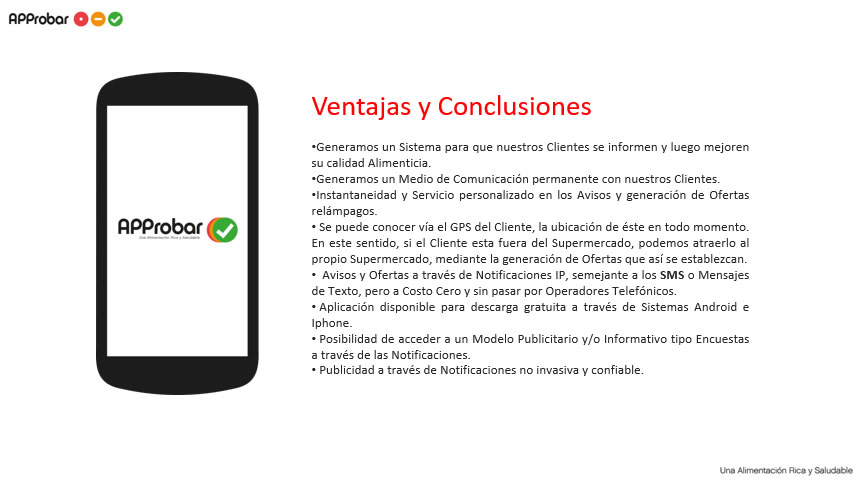 APProbar
Ventajas y Conclusiones
•Generamos un Sistema para que nuestros Clientes se informen y luego mejoren
su calidad Alimenticia.
•Generamos un Medio de Comunicación permanente con nuestros Clientes.
•Instantaneidad y Servicio personalizado en los Avisos y generación de Ofertas
relámpagos.
• Se puede conocer vía el GPS del Cliente, la ubicación de éste en todo momento.
En este sentido, si el Cliente esta fuera del Supermercado, podemos atraerlo al
propio Supermercado, mediante la generación de Ofertas que así se establezcan.
• Avisos y Ofertas a través de Notificaciones IP, semejante a los SMS o Mensajes
de Texto, pero a Costo Cero y sin pasar por Operadores Telefónicos.
• Aplicación disponible para descarga gratuita a través de Sistemas Android e
Iphone.
• Posibilidad de acceder a un Modelo Publicitario y/o Informativo tipo Encuestas
a través de las Notificaciones.
• Publicidad a través de Notificaciones no invasiva y confiable.
APProbar
Una Alimentación Rica y Saludable
Una Alimentación Rica y Saludable